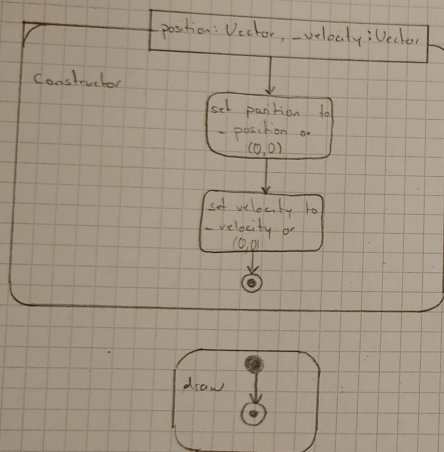 _position: Vector, _velocity: Vector
Constructor
set position to
_position or
(0,0)
set velocity to
_velocity or
(0,0)
draw